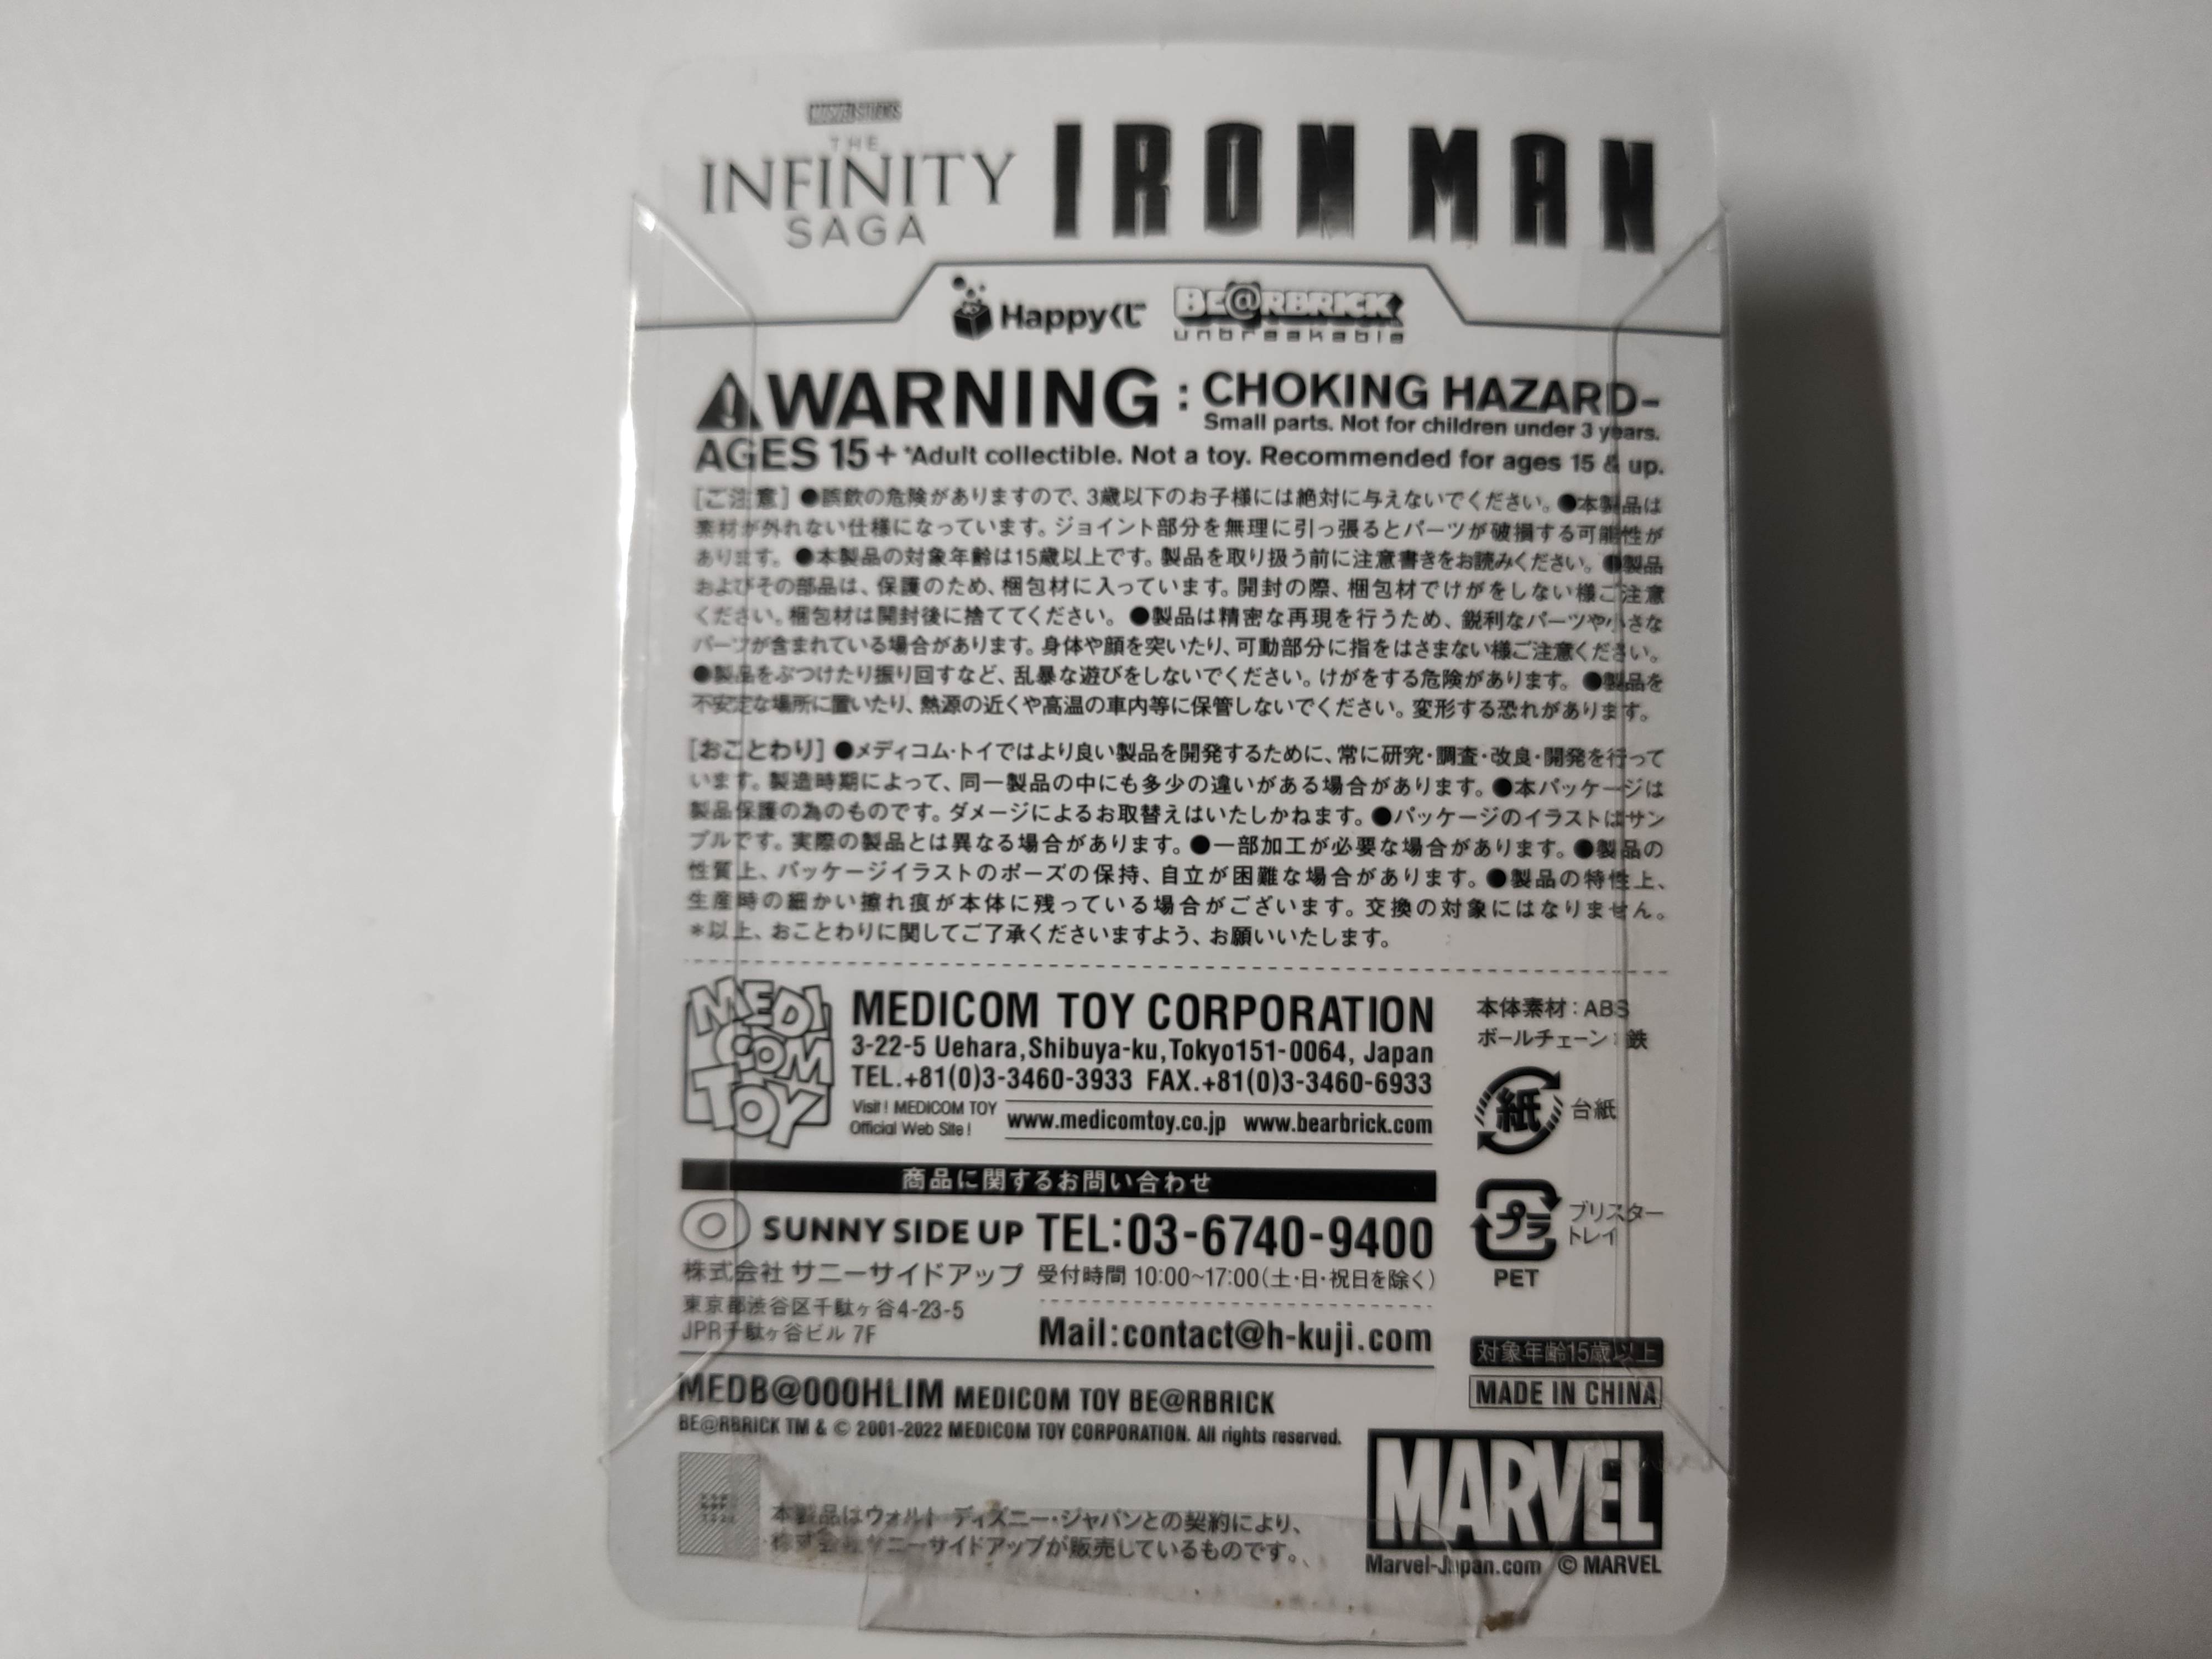 MARVEL STUDIOS
THE
INFINITY
SAGA
IRON MAN
Happyくじ
BE@RBRICK
unbreakable
WARNING : CHOKING HAZARD-
Small parts. Not for children under 3 years.
AGES 15+ *Adult collectible. Not a toy. Recommended for ages 15 & up.
[ご注意] ●誤飲の危険がありますので、3歳以下のお子様には絶対に与えないでください。●本製品は
素材が外れない仕様になっています。ジョイント部分を無理に引っ張るとパーツが破損する可能性が
あります。●本製品の対象年齢は15歳以上です。製品を取り扱う前に注意書きをお読みください。●製品
およびその部品は、保護のため、梱包材に入っています。開封の際、梱包材でけがをしない様ご注意
ください。梱包材は開封後に捨ててください。●製品は精密な再現を行うため、鋭利なパーツや小さな
パーツが含まれている場合があります。身体や顔を突いたり、可動部分に指をはさまない様ご注意ください。
●製品をぶつけたり振り回すなど、乱暴な遊びをしないでください。けがをする危険があります。●製品を
不安定な場所に置いたり、熱源の近くや高温の車内等に保管しないでください。変形する恐れがあります。
[おことわり] ●メディコム・トイではより良い製品を開発するために、常に研究・調査・改良・開発を行って
います。製造時期によって、同一製品の中にも多少の違いがある場合があります。●本パッケージは
製品保護の為のものです。ダメージによるお取替えはいたしかねます。●パッケージのイラストはサン
プルです。実際の製品とは異なる場合があります。●一部加工が必要な場合があります。●製品の
性質上、パッケージイラストのポーズの保持、自立が困難な場合があります。●製品の特性上、
生産時の細かい擦れ痕が本体に残っている場合がございます。交換の対象にはなりません。
*以上、おことわりに関してご了承くださいますよう、お願いいたします。
MEDI
COM
TOY
MEDICOM TOY CORPORATION
3-22-5 Uehara,Shibuya-ku,Tokyo151-0064, Japan
TEL.+81(0)3-3460-3933 FAX.+81(0)3-3460-6933
Visit! MEDICOM TOY
Official Web Site!
www.medicomtoy.co.jp www.bearbrick.com
本体素材:ABS
ボールチェーン:鉄
紙
台紙
プラ
ブリスター
トレイ
PET
商品に関するお問い合わせ
SUNNY SIDE UP TEL:03-6740-9400
株式会社 サニーサイドアップ 受付時間 10:00~17:00(土・日・祝日を除く)
東京都渋谷区千駄ヶ谷4-23-5
JPR千駄ヶ谷ビル 7F
Mail:contact@h-kuji.com
対象年齢15歳以上
MADE IN CHINA
MEDB@000HLIM MEDICOM TOY BE@RBRICK
BE@RBRICK TM & © 2001-2022 MEDICOM TOY CORPORATION. All rights reserved.
本製品はウォルト・ディズニー・ジャパンとの契約により、
株式会社サニーサイドアップが販売しているものです。
MARVEL
Marvel-Japan.com © MARVEL